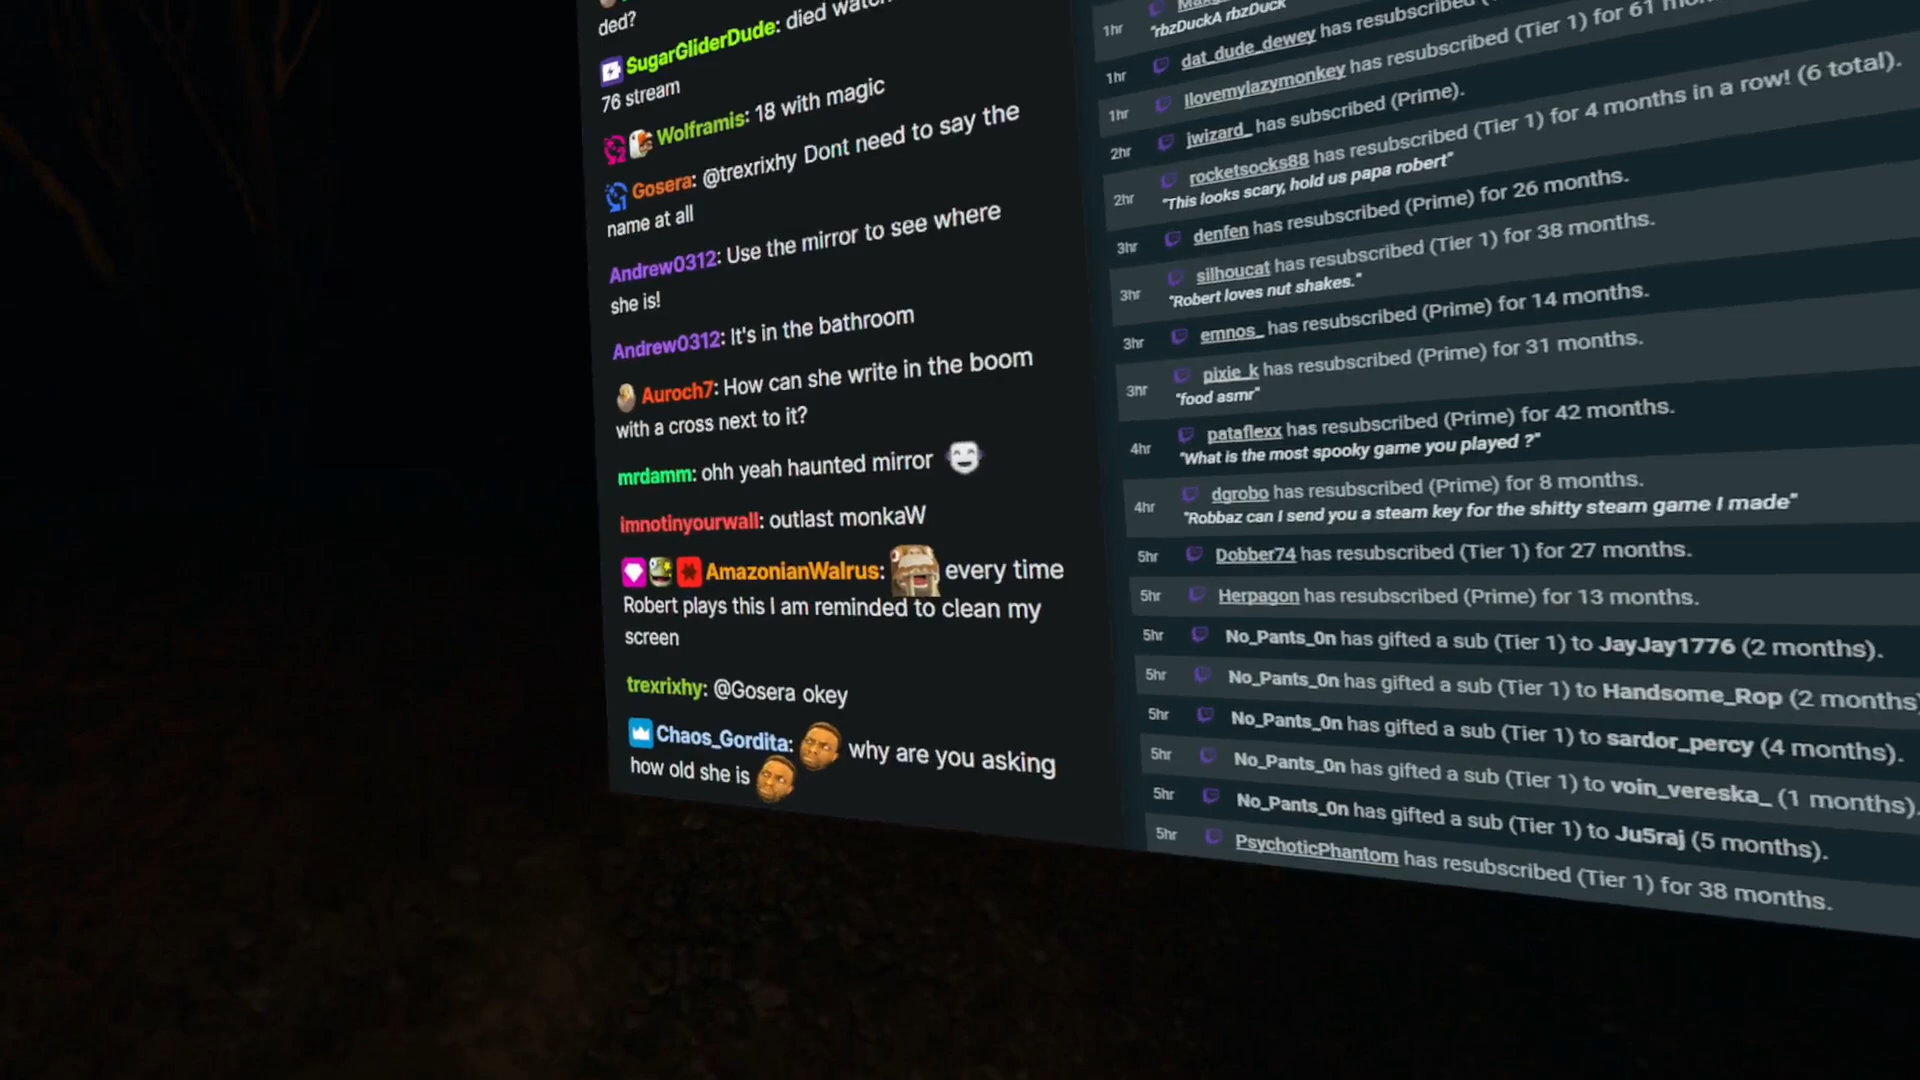 ded?
SugarGliderDude: died
76 stream
Wolframis: 18 with magic
Gosera: @trexrixhy Dont need to say the
name at all
Andrew0312: Use the mirror to see where
she is!
Andrew0312: It's in the bathroom
Auroch7: How can she write in the boom
with a cross next to it?
mrdamm: ohh yeah haunted mirror
imnotinyourwall: outlast monkaW
AmazonianWalrus: every time
Robert plays this I am reminded to clean my
screen
trexrixhy: @Gosera okey
Chaos_Gordita: why are you asking
how old she is
1hr
"rbzDuckA rbzDuck
1hr dat_dude_dewey has resubscribed
1hr Ilovemylazymonkey has resubscribed (Tier 1) for 61
2hr jwizard_ has subscribed (Prime).
2hr rocketsocks88 has resubscribed (Tier 1) for 4 months in a row! (6 total).
"This looks scary, hold us papa robert"
3hr denfen has resubscribed (Prime) for 26 months.
3hr silhoucat has resubscribed (Tier 1) for 38 months.
"Robert loves nut shakes."
3hr emnos_ has resubscribed (Prime) for 14 months.
3hr pixie_k has resubscribed (Prime) for 31 months.
"food asmr"
4hr pataflexx has resubscribed (Prime) for 42 months.
"What is the most spooky game you played ?"
4hr dgrobo has resubscribed (Prime) for 8 months.
"Robbaz can I send you a steam key for the shitty steam game I made"
5hr Dobber74 has resubscribed (Tier 1) for 27 months.
5hr Herpagon has resubscribed (Prime) for 13 months.
5hr No_Pants_0n has gifted a sub (Tier 1) to JayJay1776 (2 months).
5hr No_Pants_0n has gifted a sub (Tier 1) to Handsome_Rop (2 months)
5hr No_Pants_0n has gifted a sub (Tier 1) to sardor_percy (4 months).
5hr No_Pants_0n has gifted a sub (Tier 1) to voin_vereska_ (1 months).
5hr No_Pants_0n has gifted a sub (Tier 1) to Ju5raj (5 months).
5hr PsychoticPhantom has resubscribed (Tier 1) for 38 months.